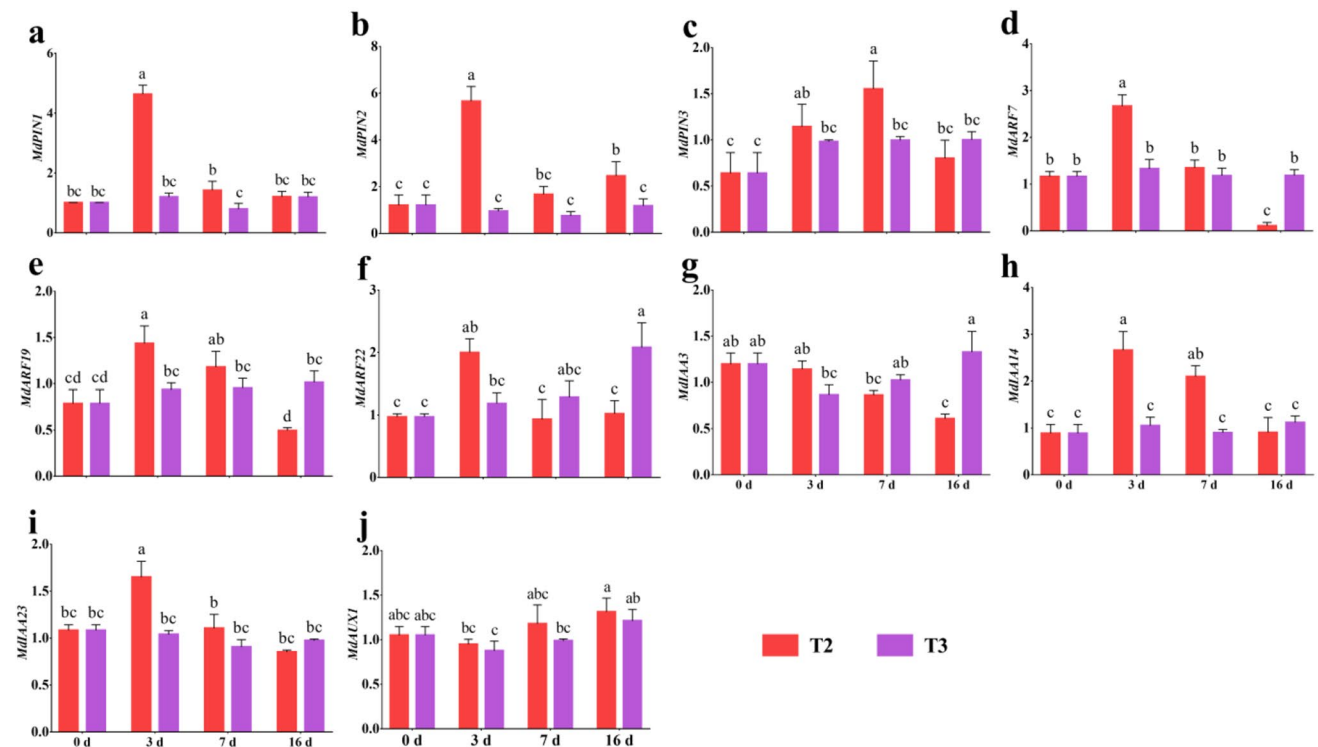 a
MdPIN1
6
4
2
0
bc bc a bc b c bc bc
b
MdPIN2
8
6
4
2
0
c c a c bc c b c
c
MdPIN3
2.0
1.5
1.0
0.5
0.0
c c ab bc a bc bc bc
d
MdARF7
4
3
2
1
0
b b a b b b c b
e
MdARF19
2.0
1.5
1.0
0.5
0.0
cd cd a bc ab bc d bc
f
MdARF22
3
2
1
0
c c ab bc c abc c a
g
MdIAA3
2.0
1.5
1.0
0.5
0.0
ab ab ab bc bc ab c a
0 d 3 d 7 d 16 d
h
MdIAA14
4
3
2
1
0
c c a c ab c c c
0 d 3 d 7 d 16 d
i
MdIAA23
2.0
1.5
1.0
0.5
0.0
bc bc a bc b bc bc bc
0 d 3 d 7 d 16 d
j
MdAUX1
2.0
1.5
1.0
0.5
0.0
abc abc bc c abc bc a ab
0 d 3 d 7 d 16 d
T2 T3